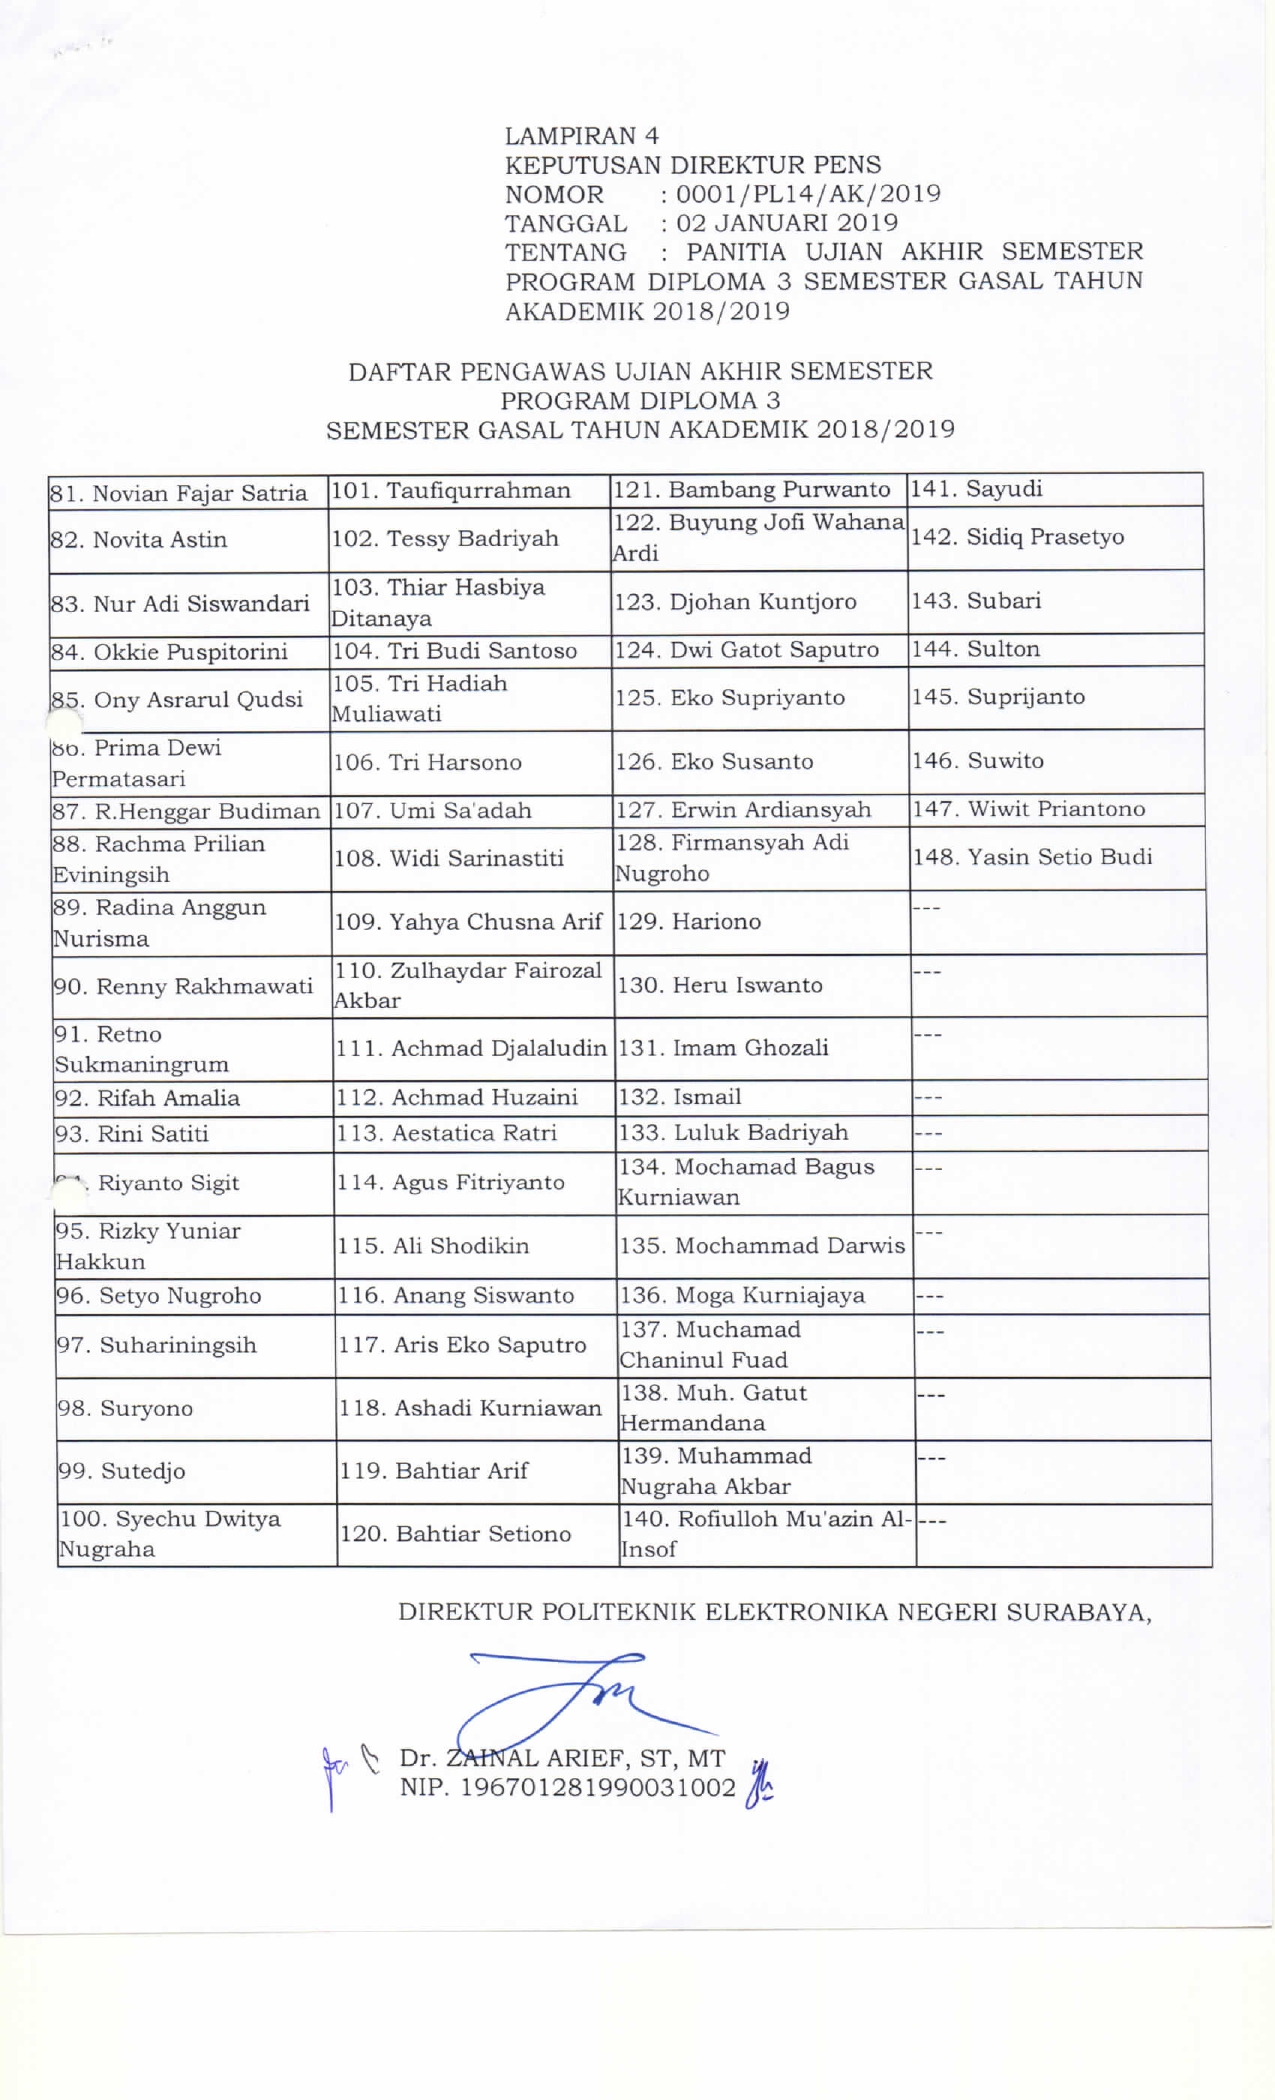 LAMPIRAN 4
KEPUTUSAN DIREKTUR PENS
NOMOR : 0001/PL14/AK/2019
TANGGAL : 02 JANUARI 2019
TENTANG : PANITIA UJIAN AKHIR SEMESTER
PROGRAM DIPLOMA 3 SEMESTER GASAL TAHUN
AKADEMIK 2018/2019
DAFTAR PENGAWAS UJIAN AKHIR SEMESTER
PROGRAM DIPLOMA 3
SEMESTER GASAL TAHUN AKADEMIK 2018/2019
81. Novian Fajar Satria
101. Taufiqurrahman
121. Bambang Purwanto
141. Sayudi
82. Novita Astin
102. Tessy Badriyah
122. Buyung Jofi Wahana
Ardi
142. Sidiq Prasetyo
83. Nur Adi Siswandari
103. Thiar Hasbiya
Ditanaya
123. Djohan Kuntjoro
143. Subari
84. Okkie Puspitorini
104. Tri Budi Santoso
124. Dwi Gatot Saputro
144. Sulton
85. Ony Asrarul Qudsi
105. Tri Hadiah
Muliawati
125. Eko Supriyanto
145. Suprijanto
86. Prima Dewi
Permatasari
106. Tri Harsono
126. Eko Susanto
146. Suwito
87. R.Henggar Budiman
107. Umi Sa'adah
127. Erwin Ardiansyah
147. Wiwit Priantono
88. Rachma Prilian
Eviningsih
108. Widi Sarinastiti
128. Firmansyah Adi
Nugroho
148. Yasin Setio Budi
89. Radina Anggun
Nurisma
109. Yahya Chusna Arif
129. Hariono
---
90. Renny Rakhmawati
110. Zulhaydar Fairozal
Akbar
130. Heru Iswanto
---
91. Retno
Sukmaningrum
111. Achmad Djalaludin
131. Imam Ghozali
---
92. Rifah Amalia
112. Achmad Huzaini
132. Ismail
---
93. Rini Satiti
113. Aestatica Ratri
133. Luluk Badriyah
---
Riyanto Sigit
114. Agus Fitriyanto
134. Mochamad Bagus
Kurniawan
---
95. Rizky Yuniar
Hakkun
115. Ali Shodikin
135. Mochammad Darwis
---
96. Setyo Nugroho
116. Anang Siswanto
136. Moga Kurniajaya
---
97. Suhariningsih
117. Aris Eko Saputro
137. Muchamad
Chaninul Fuad
---
98. Suryono
118. Ashadi Kurniawan
138. Muh. Gatut
Hermandana
---
99. Sutedjo
119. Bahtiar Arif
139. Muhammad
Nugraha Akbar
---
100. Syechu Dwitya
Nugraha
120. Bahtiar Setiono
140. Rofiulloh Mu'azin Al-
Insof
---
DIREKTUR POLITEKNIK ELEKTRONIKA NEGERI SURABAYA,
Dr. ZAINAL ARIEF, ST, MT
NIP. 196701281990031002